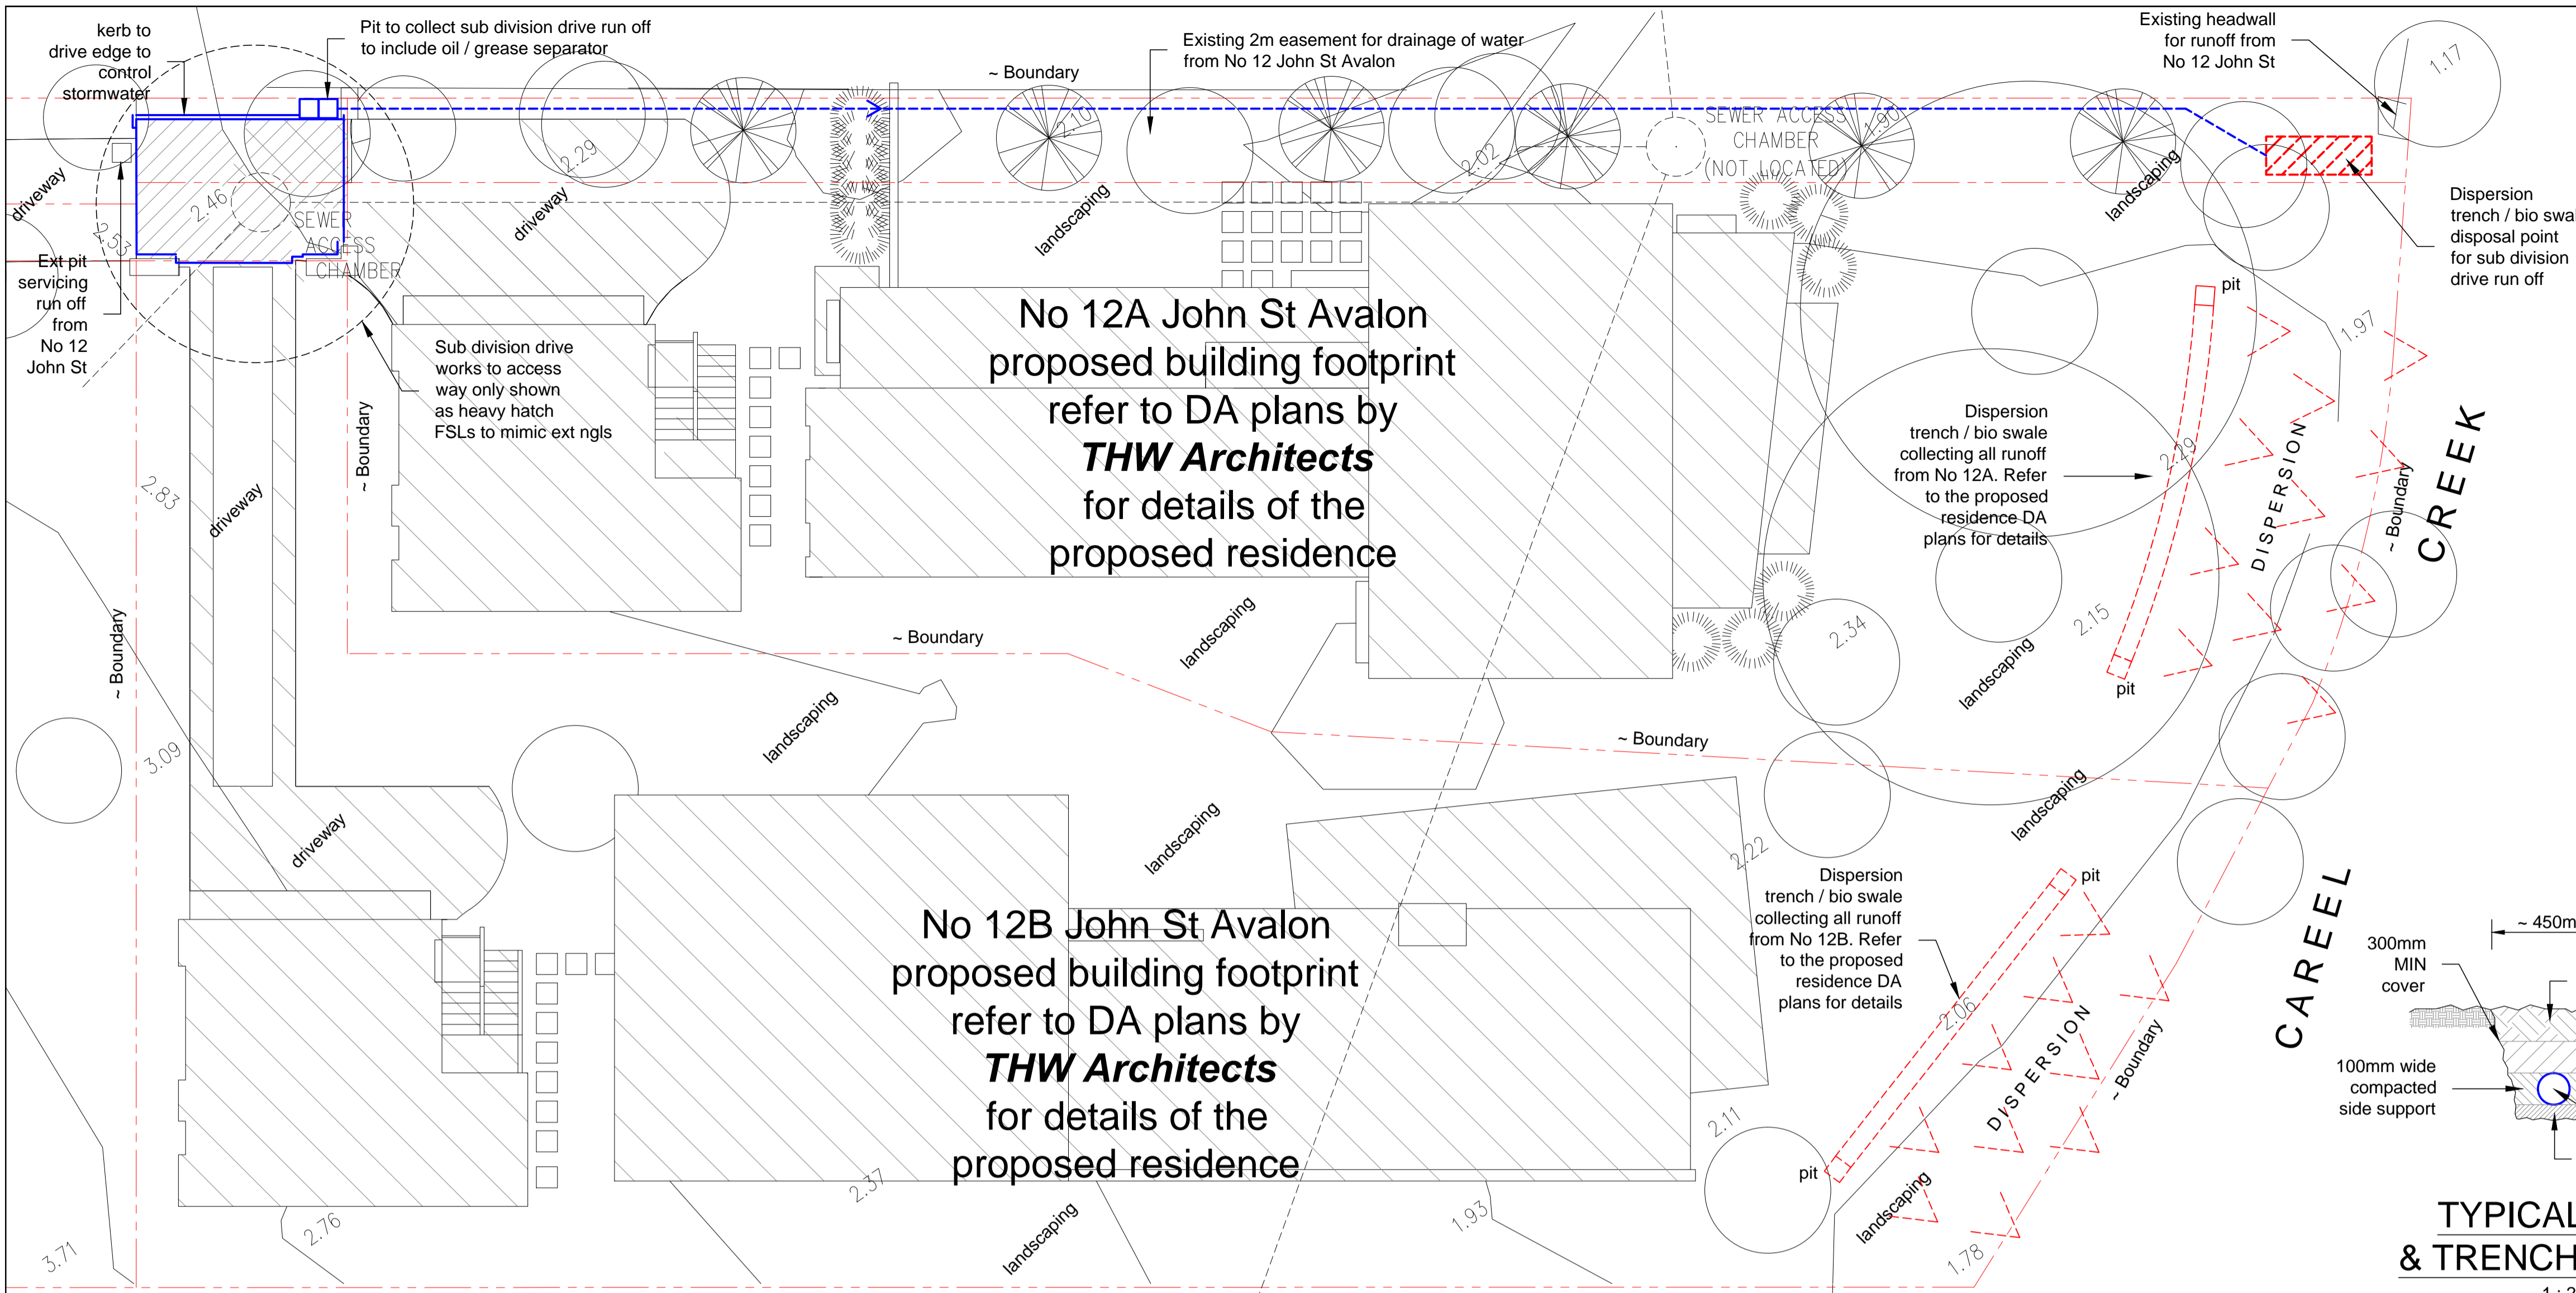 kerb to
drive edge to
control
stormwater
Pit to collect sub division drive run off
to include oil / grease separator
~ Boundary
Existing 2m easement for drainage of water
from No 12 John St Avalon
Existing headwall
for runoff from
No 12 John St
1.17
2.10
2.29
2.02
SEWER ACCESS
CHAMBER
(NOT LOCATED)
1.90
driveway
2.46
2.53
SEWER
ACCESS
CHAMBER
driveway
landscaping
landscaping
Dispersion
trench / bio swa
disposal point
for sub division
drive run off
Ext pit
servicing
run off
from
No 12
John St
Sub division drive
works to access
way only shown
as heavy hatch
FSLs to mimic ext ngls
No 12A John St Avalon
proposed building footprint
refer to DA plans by
THW Architects
for details of the
proposed residence
pit
1.97
Dispersion
trench / bio swale
collecting all runoff
from No 12A. Refer
to the proposed
residence DA
plans for details
2.29
DISPERSION
~ Boundary
CREEK
~ Boundary
2.83
driveway
~ Boundary
~ Boundary
landscaping
2.34
2.15
landscaping
pit
3.09
landscaping
~ Boundary
landscaping
driveway
landscaping
2.22
No 12B John St Avalon
proposed building footprint
refer to DA plans by
THW Architects
for details of the
proposed residence
Dispersion
trench / bio swale
collecting all runoff
from No 12B. Refer
to the proposed
residence DA
plans for details
pit
2.06
DISPERSION
~ Boundary
CAREEL
~ 450m
300mm
MIN
cover
100mm wide
compacted
side support
2.11
pit
landscaping
2.37
2.76
3.71
landscaping
1.93
1.78
TYPICAL
& TRENCH